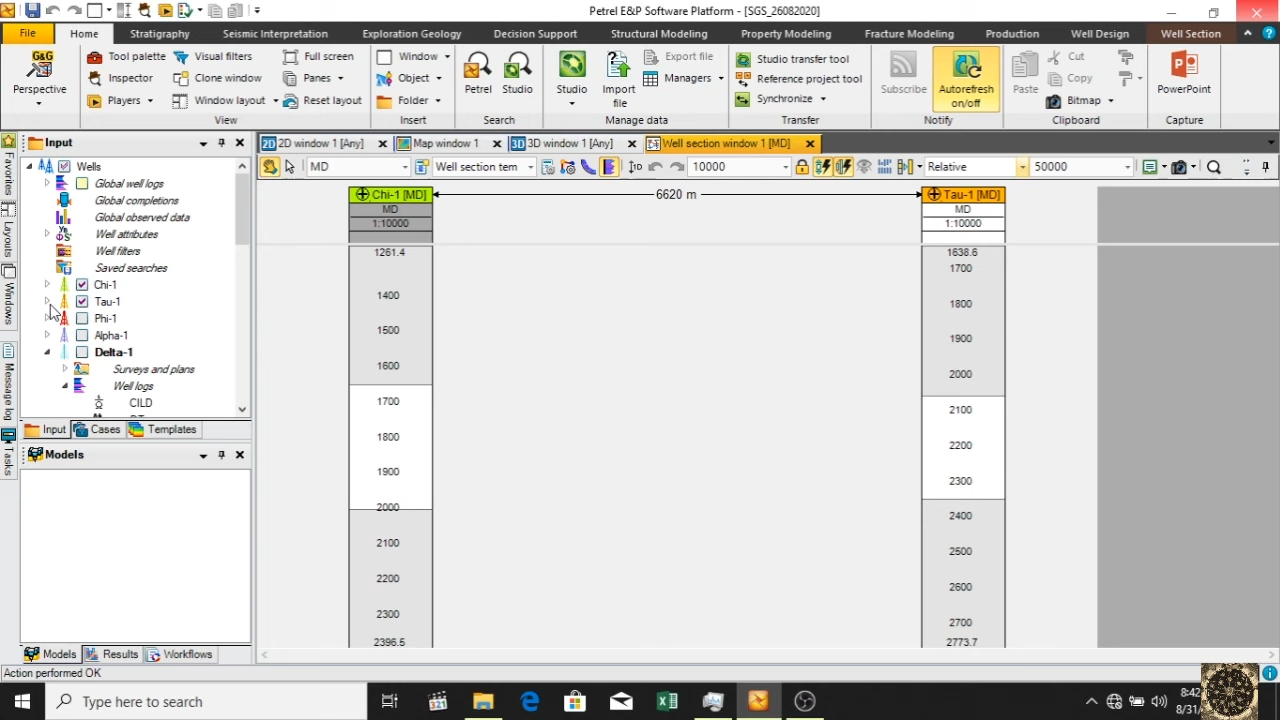 Petrel E&P Software Platform - [SGS_26082020]
File Home Stratigraphy Seismic Interpretation Exploration Geology Decision Support Structural Modeling Property Modeling Fracture Modeling Production Well Design Well Section
G&G
Perspective
Tool palette Visual filters Full screen
Inspector Clone window Panes
Players Window layout Reset layout
View
Window
Object
Folder
Insert
Petrel Studio
Search
Studio Import file
Export file
Managers
Manage data
Studio transfer tool
Reference project tool
Synchronize
Transfer
Subscribe Autorefresh on/off
Notify
Paste Cut
Copy
Bitmap
Clipboard
PowerPoint
Capture
Input
2D window 1 [Any] Map window 1 3D window 1 [Any] Well section window 1 [MD]
MD Well section tem 10000 Relative 50000
Favorites
Layouts
Windows
Message log
Tasks
Wells
Global well logs
Global completions
Global observed data
Well attributes
Well filters
Saved searches
Chi-1
Tau-1
Phi-1
Alpha-1
Delta-1
Surveys and plans
Well logs
CILD
Input Cases Templates
Models
Models Results Workflows
Chi-1 [MD] 6620 m Tau-1 [MD]
MD MD
1:10000 1:10000
1261.4
1400
1500
1600
1700
1800
1900
2000
2100
2200
2300
2396.5
1638.6
1700
1800
1900
2000
2100
2200
2300
2400
2500
2600
2700
2773.7
Action performed OK
Type here to search
321
8:42
8/31/